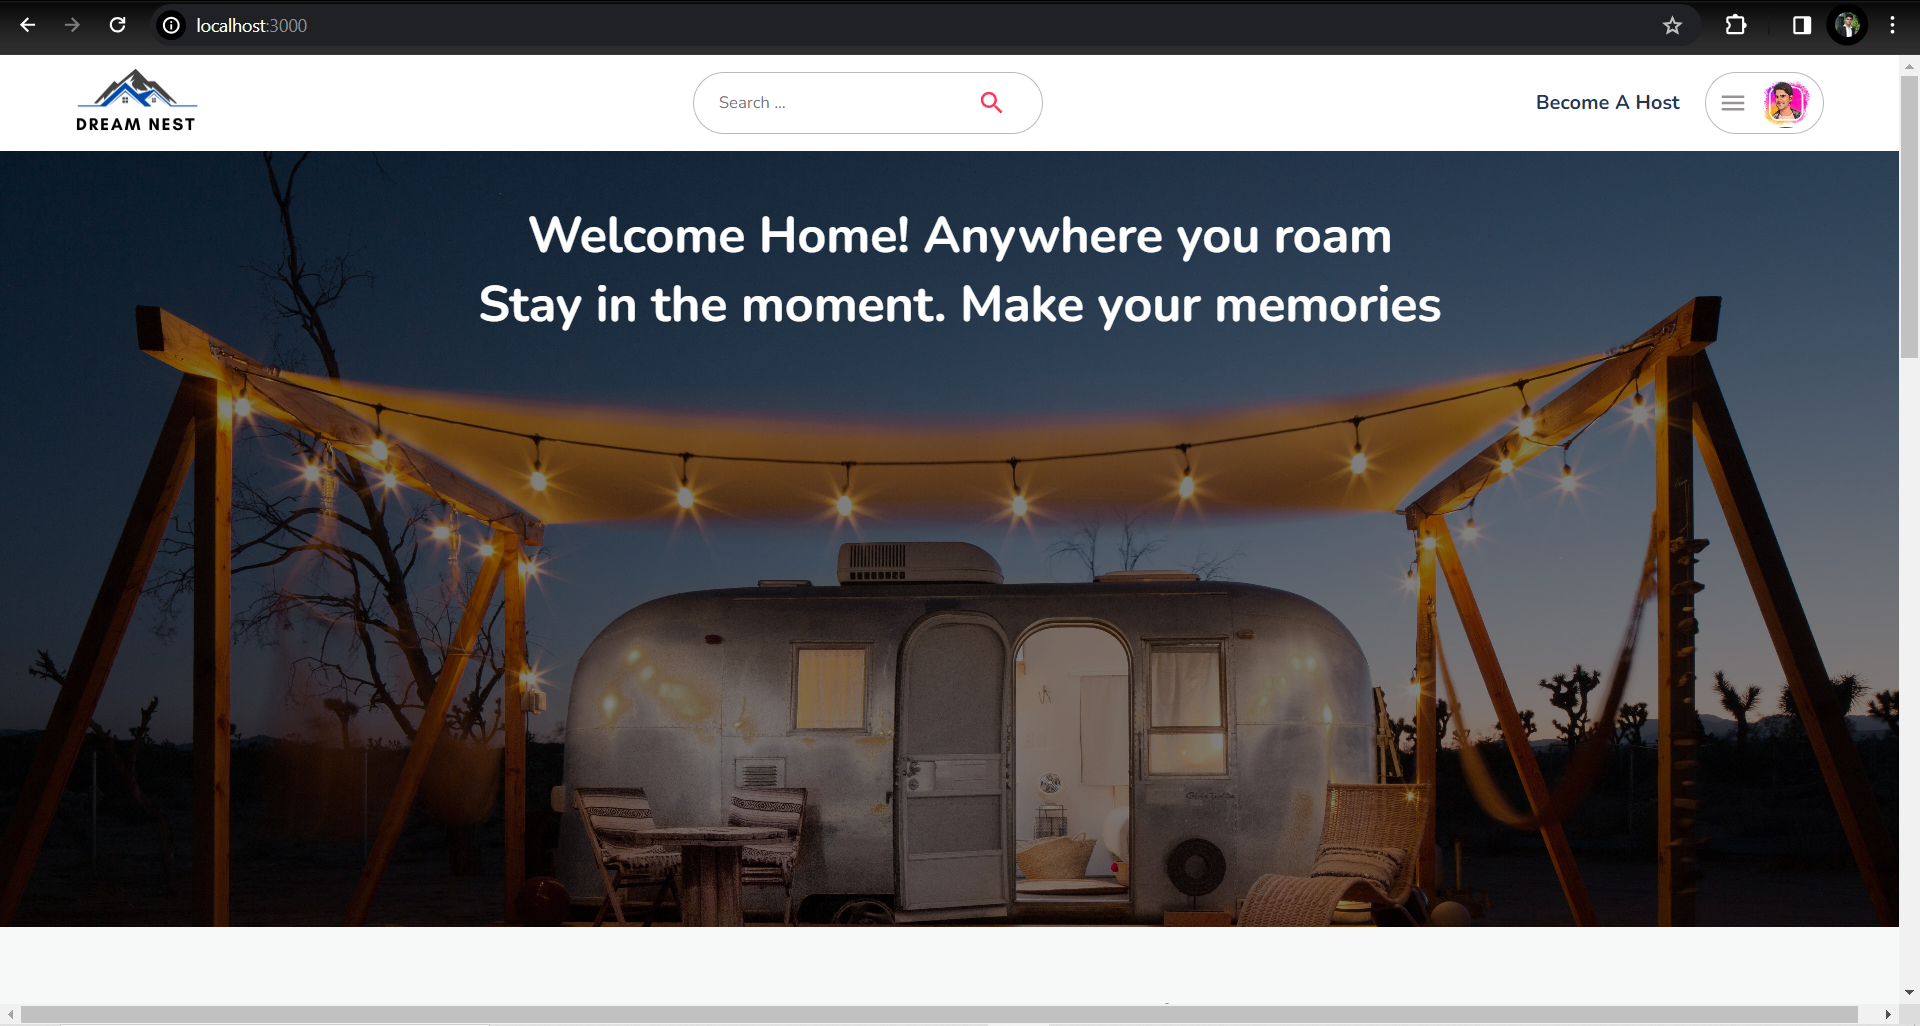 localhost:3000
DREAM NEST
Search ...
Become A Host
Welcome Home! Anywhere you roam
Stay in the moment. Make your memories